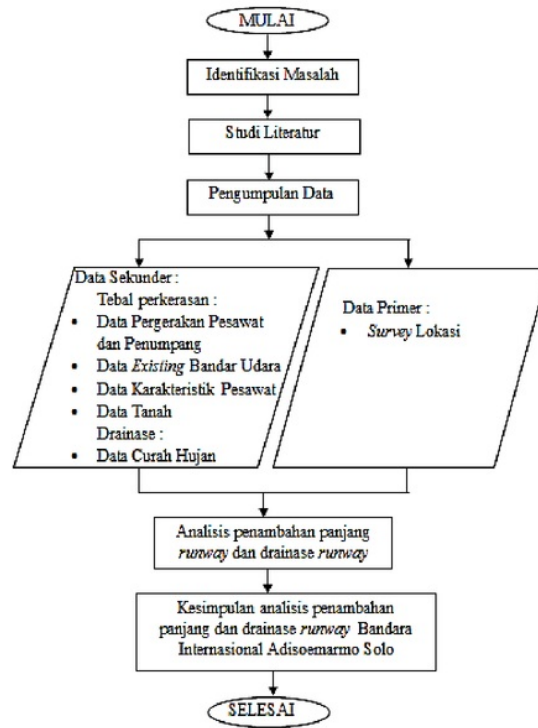 MULAI
Identifikasi Masalah
Studi Literatur
Pengumpulan Data
Data Sekunder :
Tebal perkerasan :
• Data Pergerakan Pesawat
dan Penumpang
• Data Existing Bandar Udara
• Data Karakteristik Pesawat
• Data Tanah
Drainase :
• Data Curah Hujan
Data Primer :
• Survey Lokasi
Analisis penambahan panjang
runway dan drainase runway
Kesimpulan analisis penambahan
panjang dan drainase runway Bandara
Internasional Adisoemarmo Solo
SELESAI